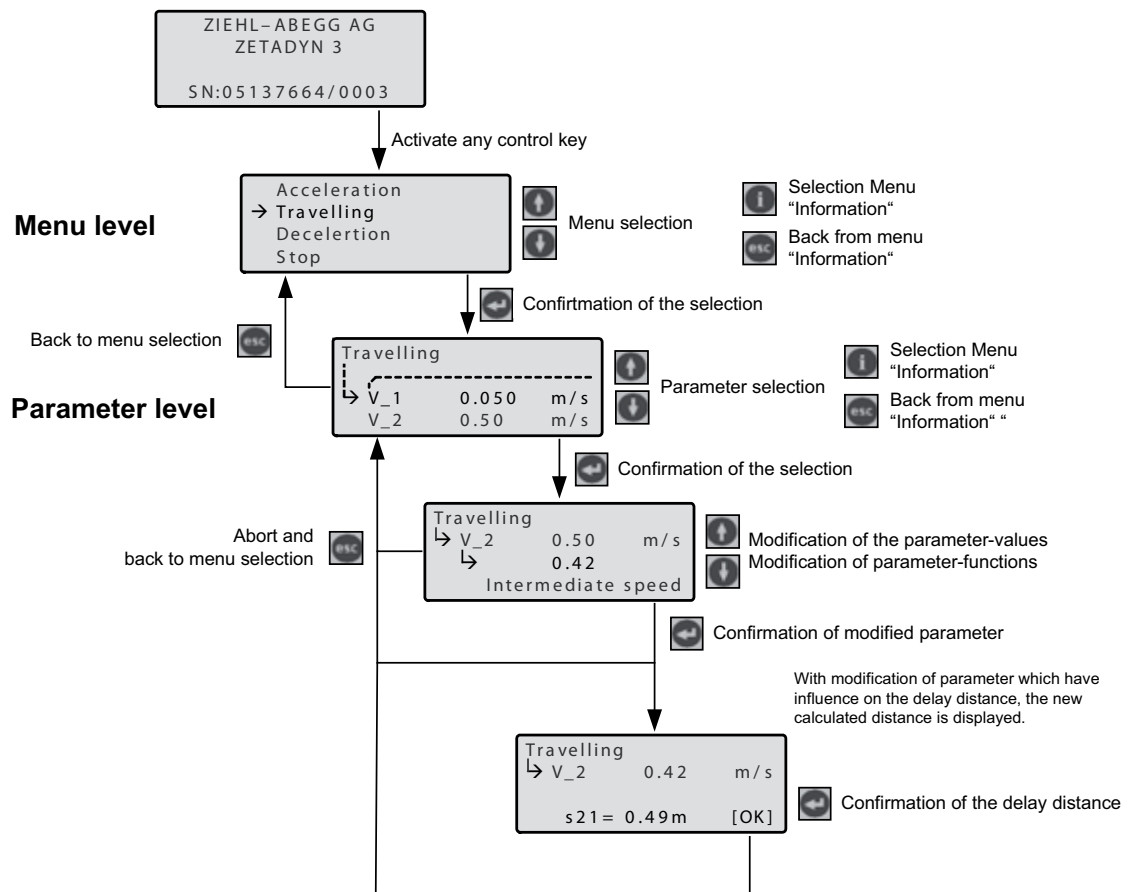 ZIEHL–ABEGG AG
ZETADYN 3
SN:05137664/0003
Activate any control key
Menu level
Acceleration
→ Travelling
Decelertion
Stop
Menu selection
i Selection Menu
“Information“
esc Back from menu
“Information“
Confirtmation of the selection
Back to menu selection esc
Parameter level
Travelling
V_1 0.050 m/s
V_2 0.50 m/s
Parameter selection
i Selection Menu
“Information“
esc Back from menu
“Information“ “
Confirmation of the selection
Abort and
back to menu selection esc
Travelling
V_2 0.50 m/s
0.42
Intermediate speed
Modification of the parameter-values
Modification of parameter-functions
Confirmation of modified parameter
With modification of parameter which have
influence on the delay distance, the new
calculated distance is displayed.
Travelling
V_2 0.42 m/s
s21= 0.49m [OK]
Confirmation of the delay distance